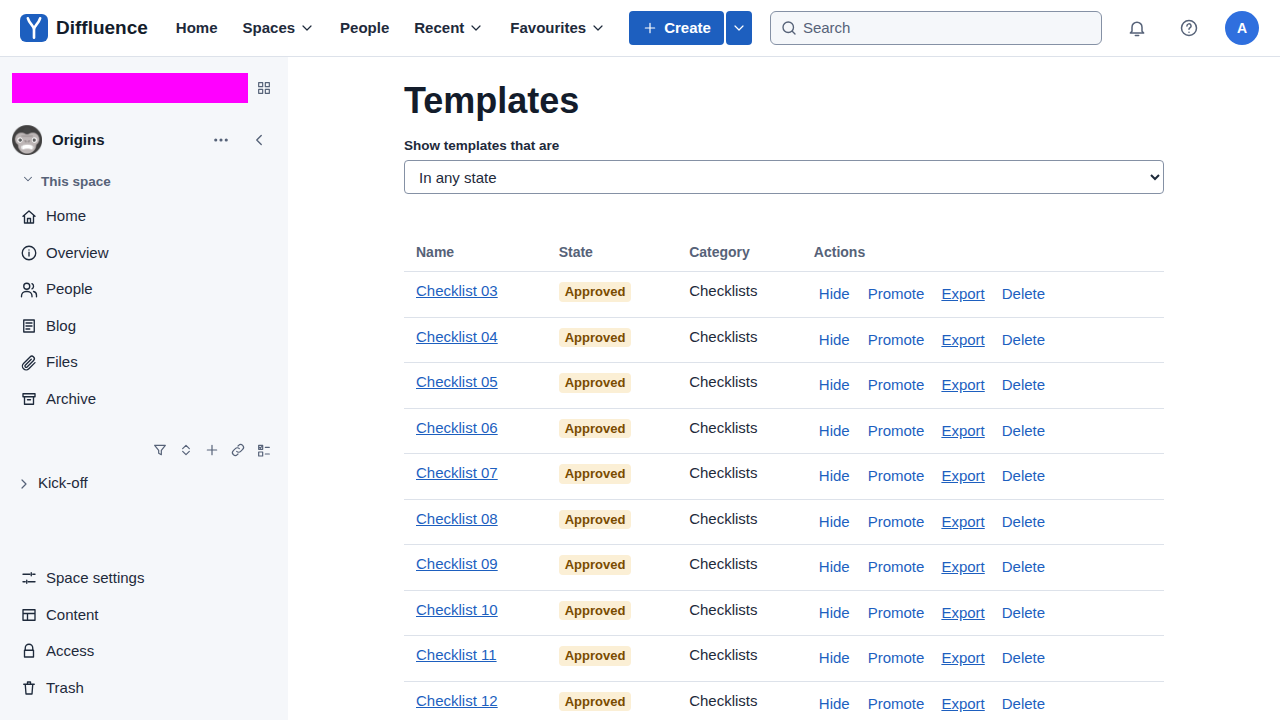 Diffluence Home Spaces People Recent Favourites Create Search A
Origins
This space
Home
Overview
People
Blog
Files
Archive
Kick-off
Space settings
Content
Access
Trash
Templates
Show templates that are
In any state
Name State Category Actions
Checklist 03 Approved Checklists Hide Promote Export Delete
Checklist 04 Approved Checklists Hide Promote Export Delete
Checklist 05 Approved Checklists Hide Promote Export Delete
Checklist 06 Approved Checklists Hide Promote Export Delete
Checklist 07 Approved Checklists Hide Promote Export Delete
Checklist 08 Approved Checklists Hide Promote Export Delete
Checklist 09 Approved Checklists Hide Promote Export Delete
Checklist 10 Approved Checklists Hide Promote Export Delete
Checklist 11 Approved Checklists Hide Promote Export Delete
Checklist 12 Approved Checklists Hide Promote Export Delete